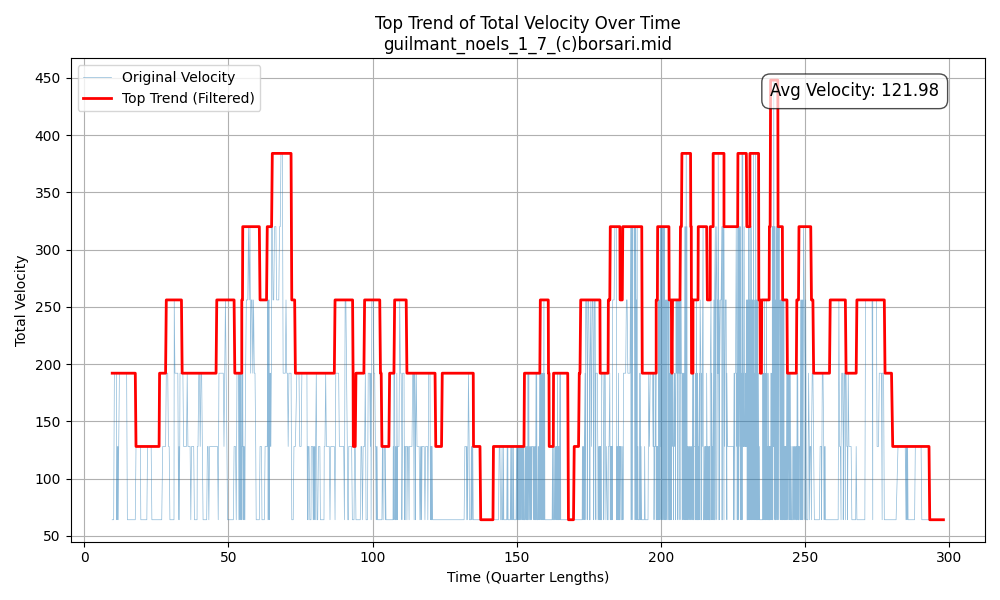 Top Trend of Total Velocity Over Time
guilmant_noels_1_7_(c)borsari.mid
Original Velocity
Top Trend (Filtered)
Avg Velocity: 121.98
Total Velocity
450
400
350
300
250
200
150
100
50
0 50 100 150 200 250 300
Time (Quarter Lengths)